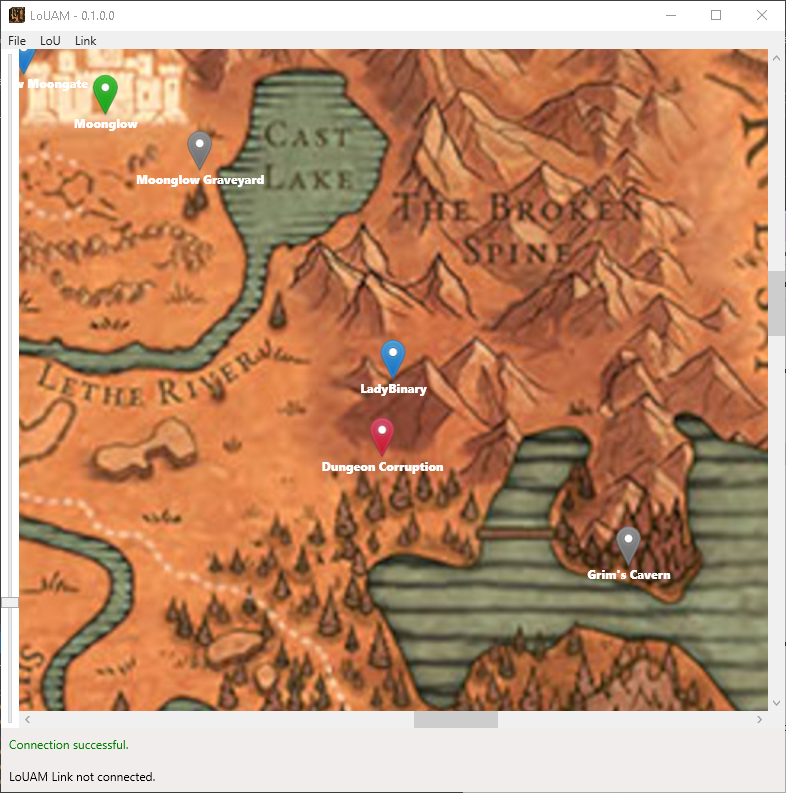 LoUAM - 0.1.0.0
File LoU Link
w Moongate
Moonglow
Moonglow Graveyard
CAST
LAKE
THE BROKEN
SPINE
LETHE RIVER
LadyBinary
Dungeon Corruption
Grim's Cavern
Connection successful.
LoUAM Link not connected.